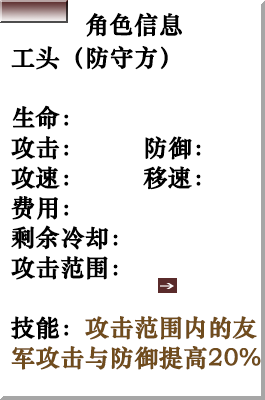 角色信息
工头（防守方）
生命：
攻击： 防御：
攻速： 移速：
费用：
剩余冷却：
攻击范围：
→
技能：攻击范围内的友
军攻击与防御提高20%